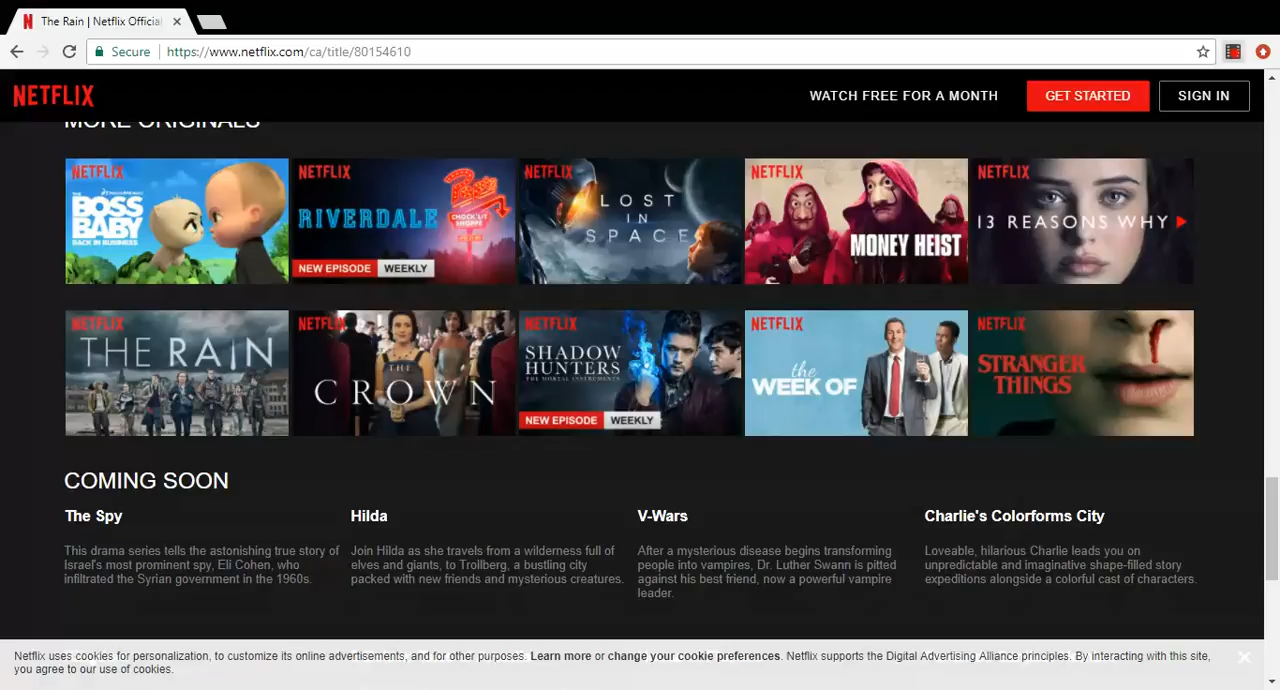 The Rain | Netflix Official
Secure https://www.netflix.com/ca/title/80154610
NETFLIX WATCH FREE FOR A MONTH GET STARTED SIGN IN
MORE ORIGINALS
NETFLIX
DREAMWORKS
THE
BOSS
BABY
BACK IN BUSINESS
NETFLIX
RIVERDALE
CHOCK'LIT
SHOPPE
NEW EPISODE WEEKLY
NETFLIX
LOST
IN
SPACE
NETFLIX
MONEY HEIST
NETFLIX
13 REASONS WHY
NETFLIX
THE RAIN
NETFLIX
THE
CROWN
NETFLIX
SHADOW
HUNTERS
THE MORTAL INSTRUMENTS
NEW EPISODE WEEKLY
NETFLIX
the
WEEK OF
NETFLIX
STRANGER
THINGS
COMING SOON
The Spy
This drama series tells the astonishing true story of
Israel's most prominent spy, Eli Cohen, who
infiltrated the Syrian government in the 1960s.
Hilda
Join Hilda as she travels from a wilderness full of
elves and giants, to Trollberg, a bustling city
packed with new friends and mysterious creatures.
V-Wars
After a mysterious disease begins transforming
people into vampires, Dr. Luther Swann is pitted
against his best friend, now a powerful vampire
leader.
Charlie's Colorforms City
Loveable, hilarious Charlie leads you on
unpredictable and imaginative shape-filled story
expeditions alongside a colorful cast of characters.
Netflix uses cookies for personalization, to customize its online advertisements, and for other purposes. Learn more or change your cookie preferences. Netflix supports the Digital Advertising Alliance principles. By interacting with this site,
you agree to our use of cookies.